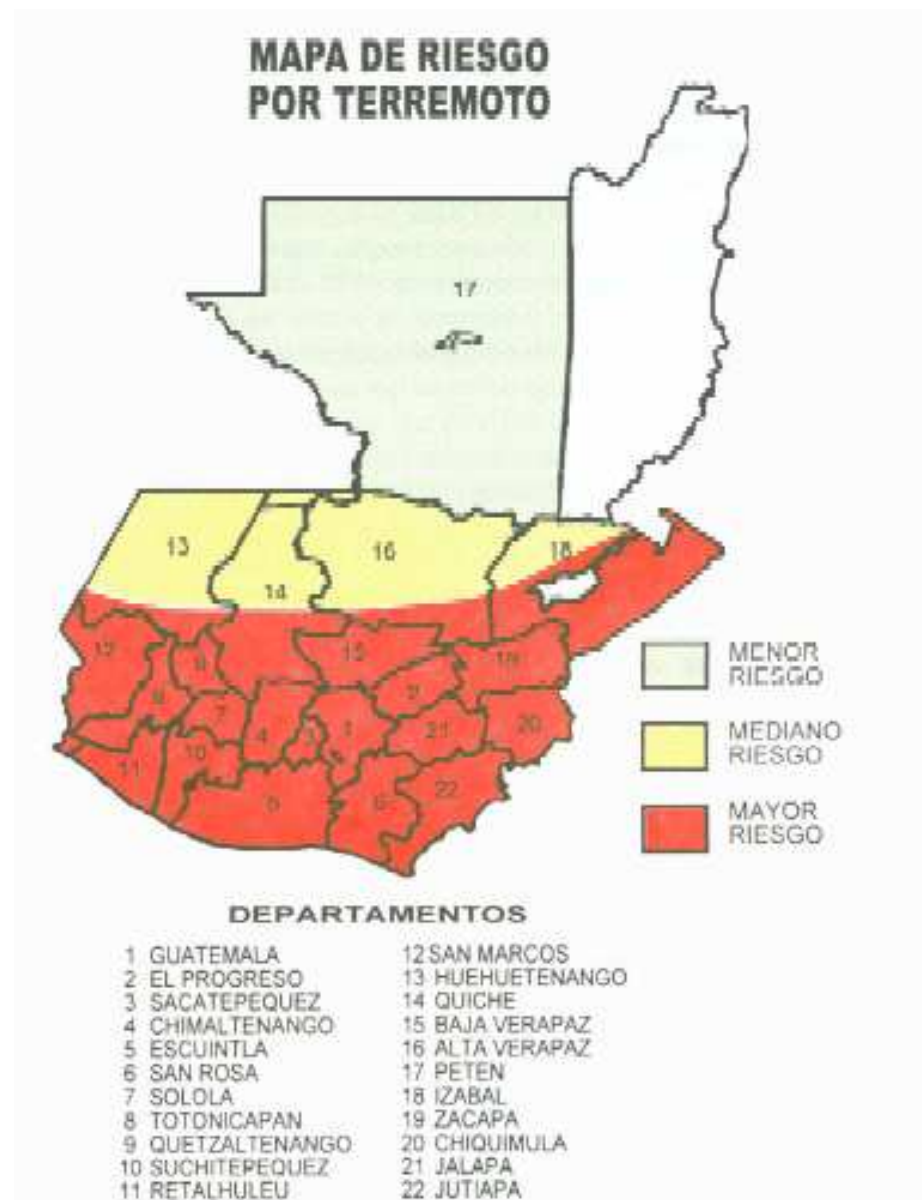 MAPA DE RIESGO
POR TERREMOTO
17
13
16
18
14
12
8
15
19
9
2
7
1
4
3
21
20
10
11
5
6
22
MENOR
RIESGO
MEDIANO
RIESGO
MAYOR
RIESGO
DEPARTAMENTOS
1 GUATEMALA
2 EL PROGRESO
3 SACATEPEQUEZ
4 CHIMALTENANGO
5 ESCUINTLA
6 SAN ROSA
7 SOLOLA
8 TOTONICAPAN
9 QUETZALTENANGO
10 SUCHITEPEQUEZ
11 RETALHULEU
12 SAN MARCOS
13 HUEHUETENANGO
14 QUICHE
15 BAJA VERAPAZ
16 ALTA VERAPAZ
17 PETEN
18 IZABAL
19 ZACAPA
20 CHIQUIMULA
21 JALAPA
22 JUTIAPA